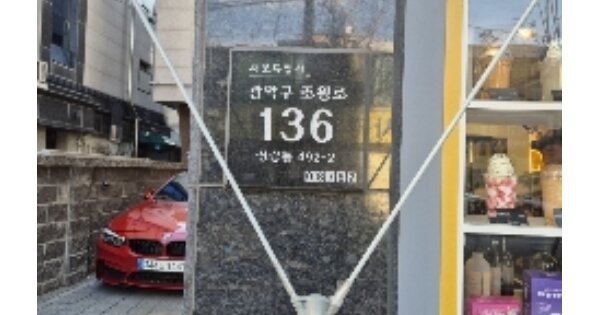 서울특별시
관악구 조원로
136
신림동 492-2